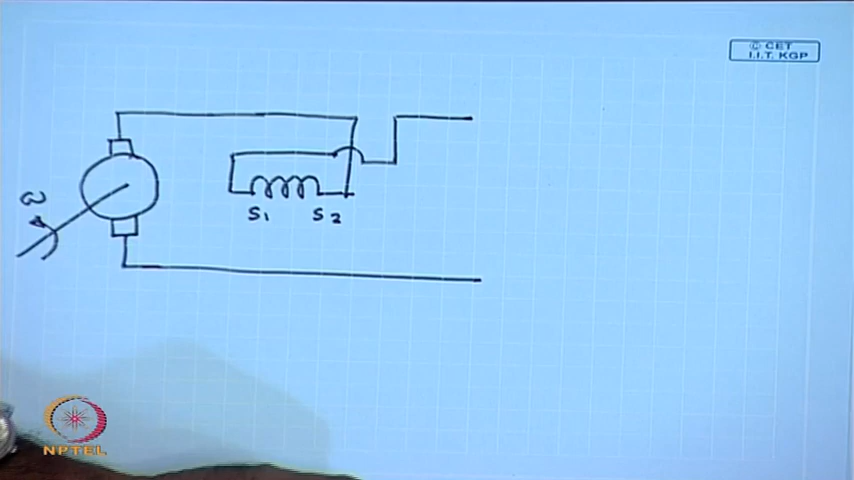 © CET
I.I.T. KGP
ω
S1 S2
NPTEL